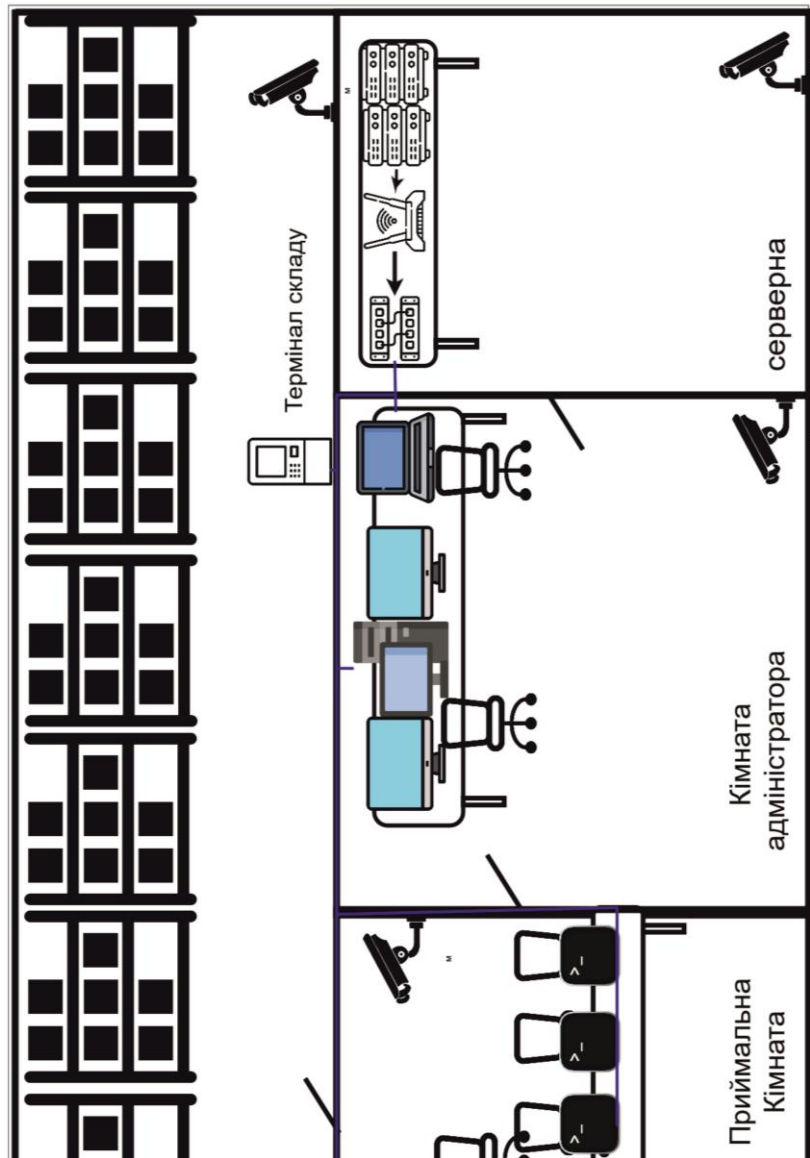 Термінал складу
серверна
Кімната
адміністратора
Приймальна
Кімната
м
м
>_
>_
>_